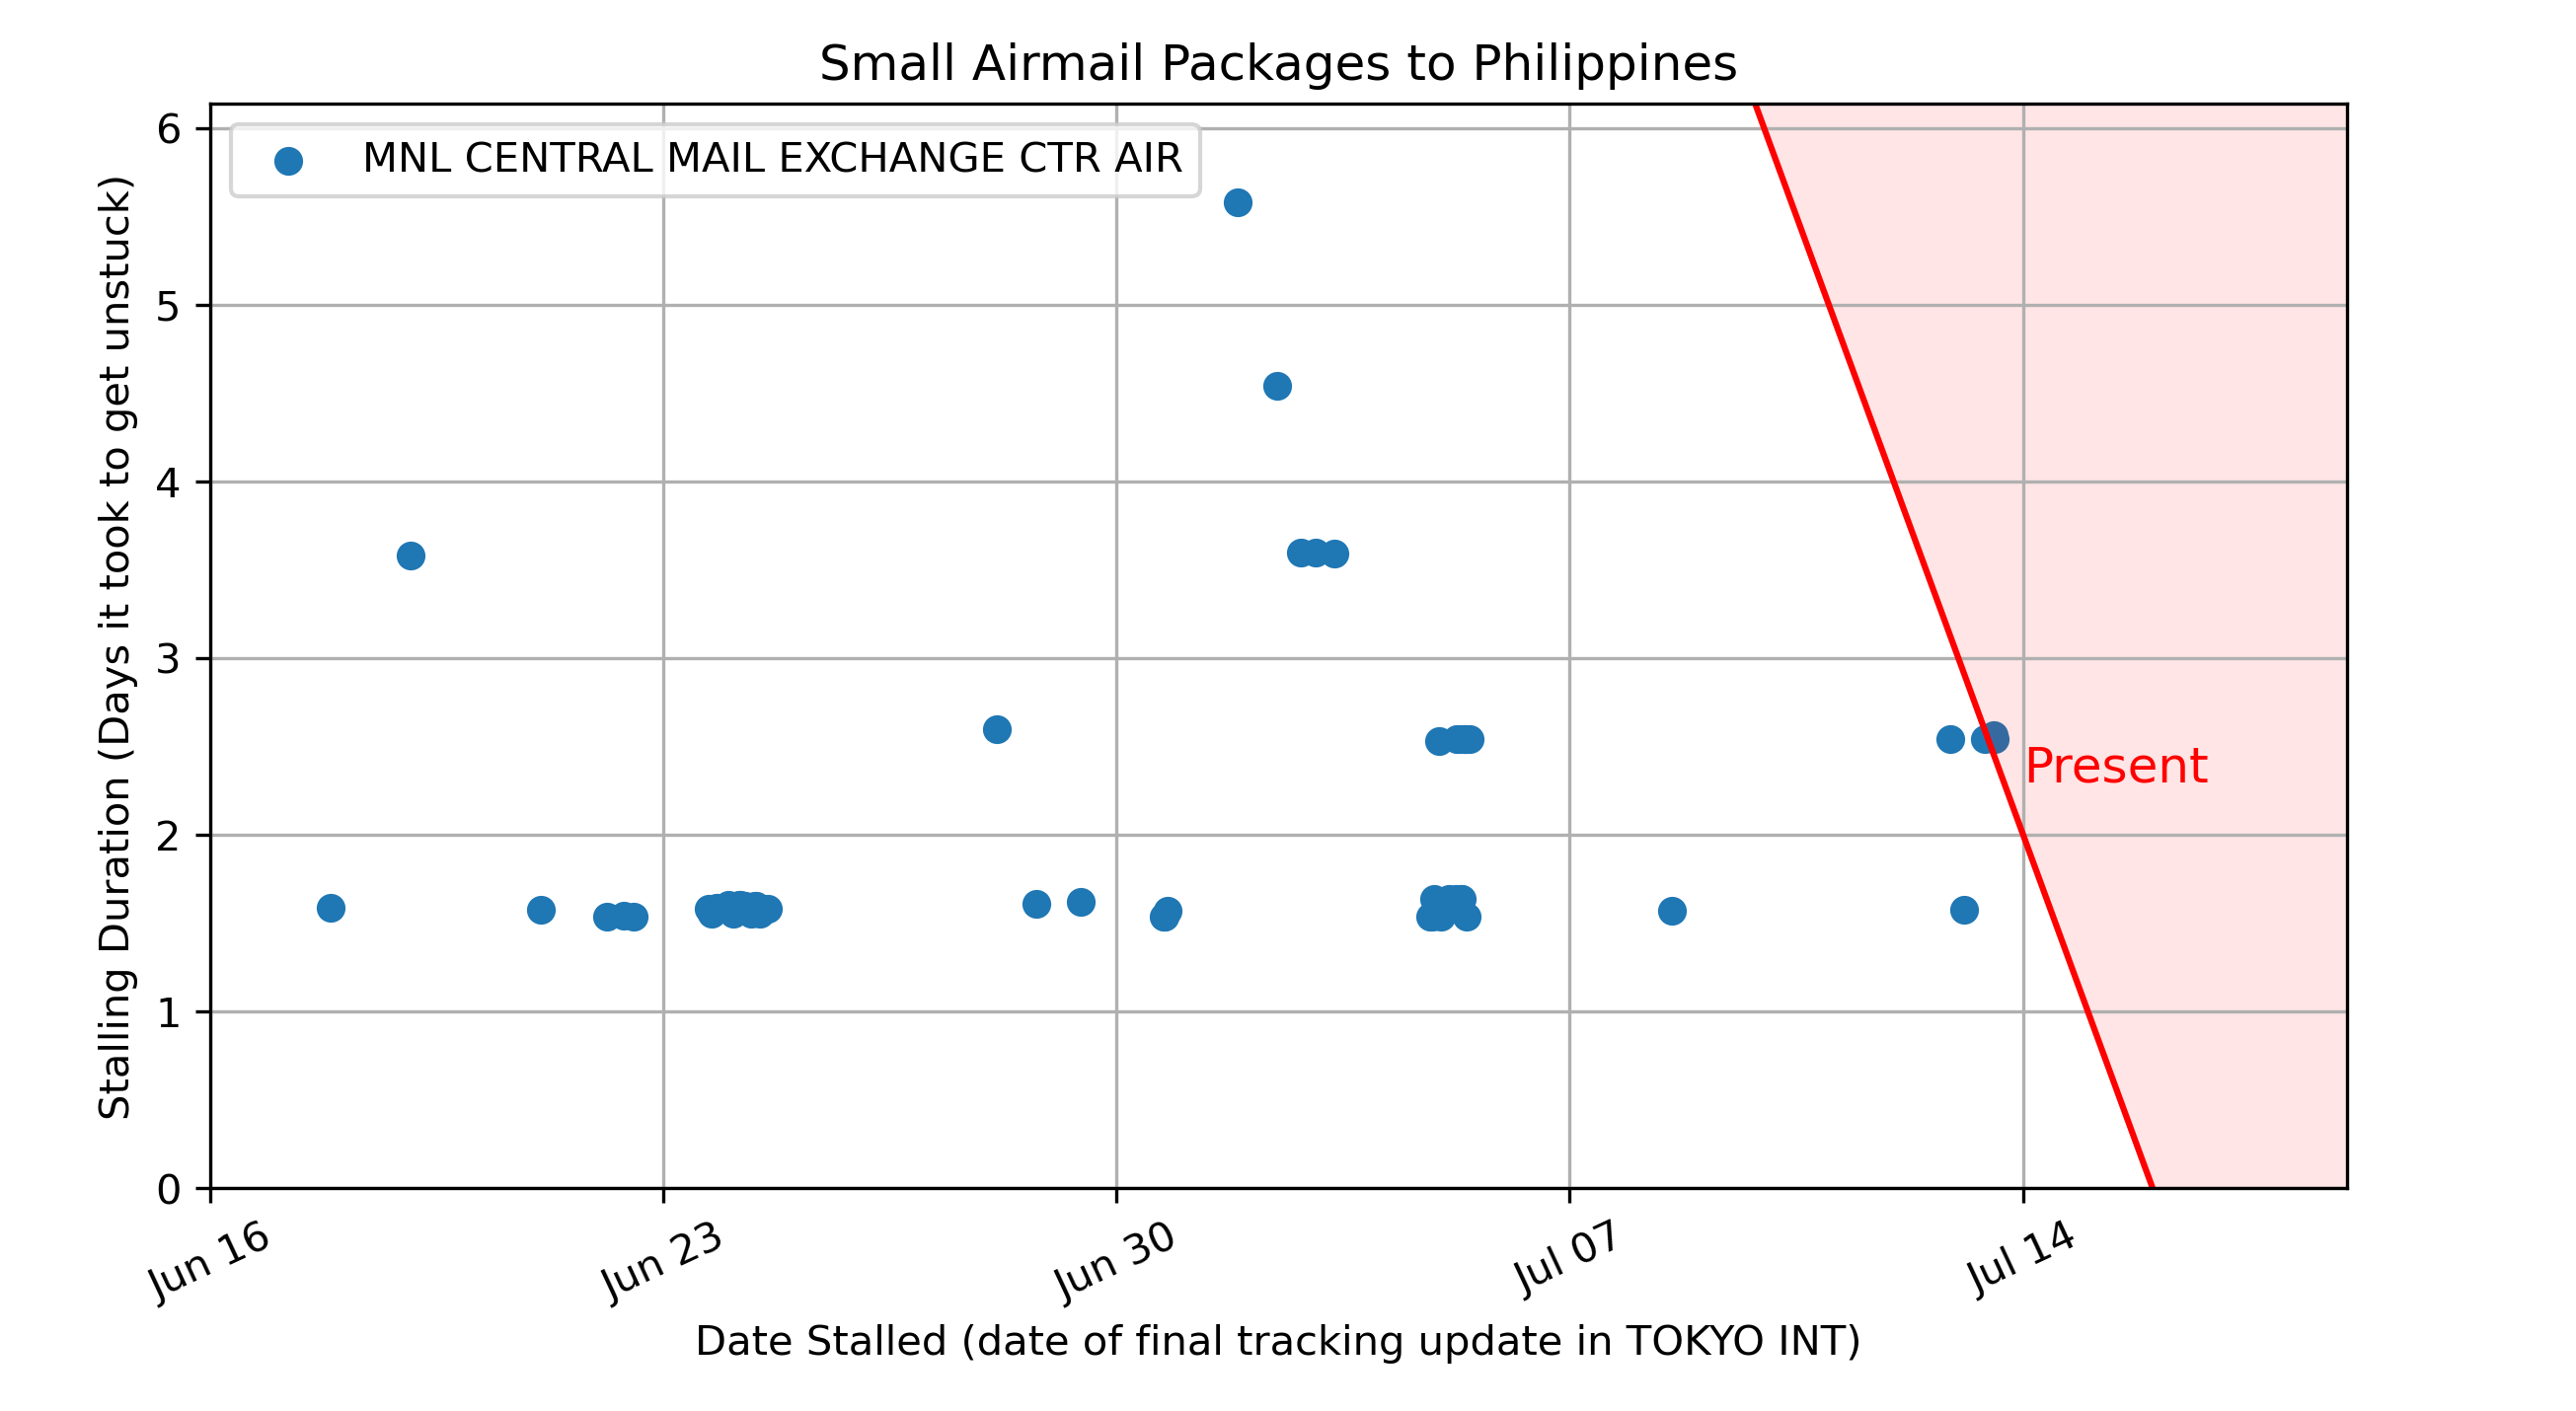 Small Airmail Packages to Philippines
MNL CENTRAL MAIL EXCHANGE CTR AIR
Stalling Duration (Days it took to get unstuck)
6
5
4
3
2
1
0
Present
Jun 16
Jun 23
Jun 30
Jul 07
Jul 14
Date Stalled (date of final tracking update in TOKYO INT)